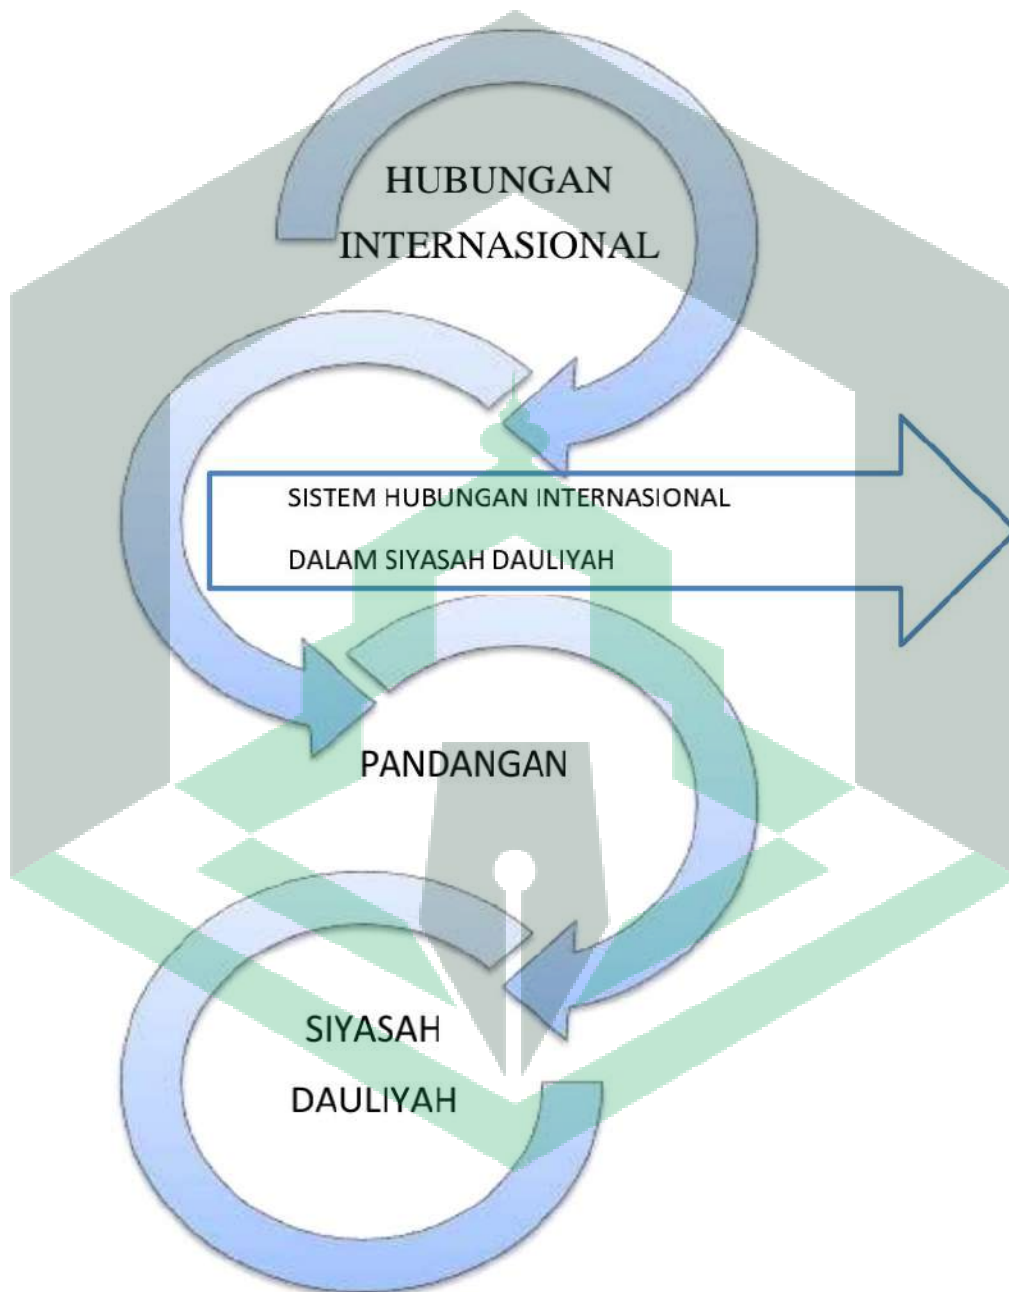 HUBUNGAN
INTERNASIONAL
SISTEM HUBUNGAN INTERNASIONAL
DALAM SIYASAH DAULIYAH
PANDANGAN
SIYASAH
DAULIYAH